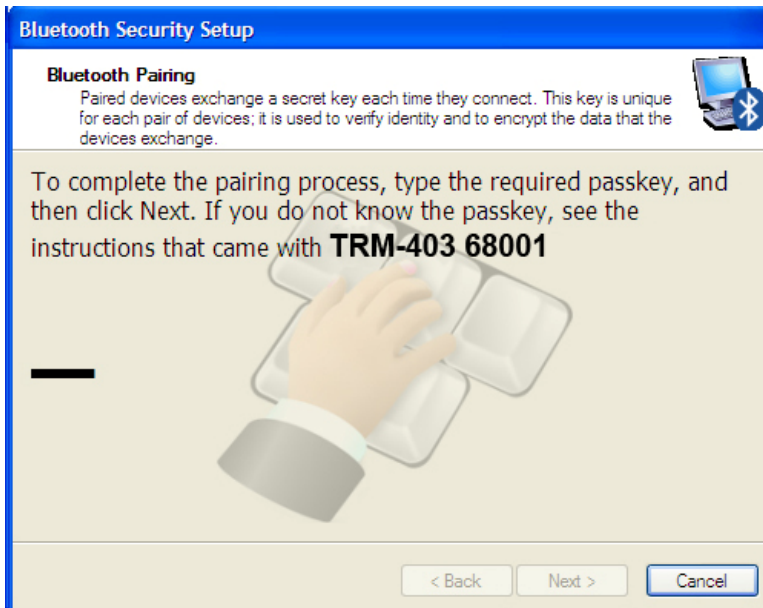 Bluetooth Security Setup
Bluetooth Pairing
Paired devices exchange a secret key each time they connect. This key is unique
for each pair of devices; it is used to verify identity and to encrypt the data that the
devices exchange.
To complete the pairing process, type the required passkey, and
then click Next. If you do not know the passkey, see the
instructions that came with TRM-403 68001
< Back
Next >
Cancel